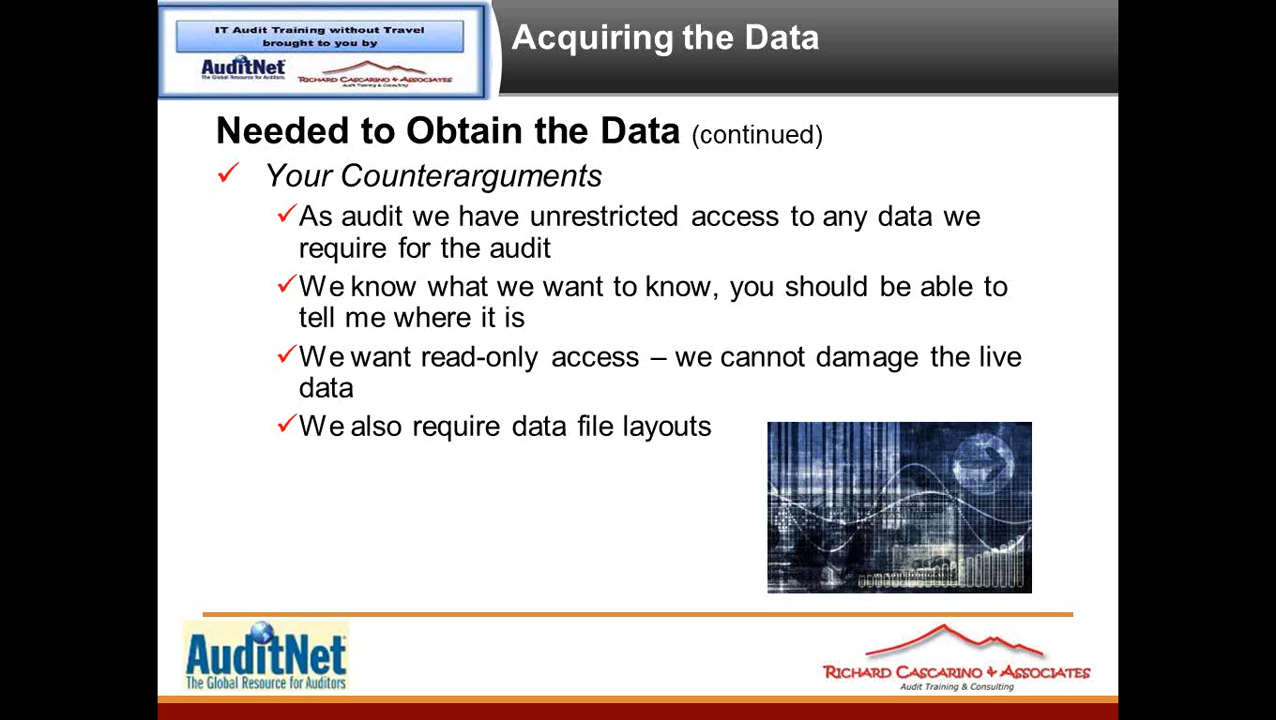 IT Audit Training without Travel
brought to you by
AuditNet
The Global Resource for Auditors
RICHARD CASCARINO & ASSOCIATES
Audit Training & Consulting
Acquiring the Data
Needed to Obtain the Data (continued)
Your Counterarguments
As audit we have unrestricted access to any data we
require for the audit
We know what we want to know, you should be able to
tell me where it is
We want read-only access – we cannot damage the live
data
We also require data file layouts
AuditNet
The Global Resource for Auditors
RICHARD CASCARINO & ASSOCIATES
Audit Training & Consulting